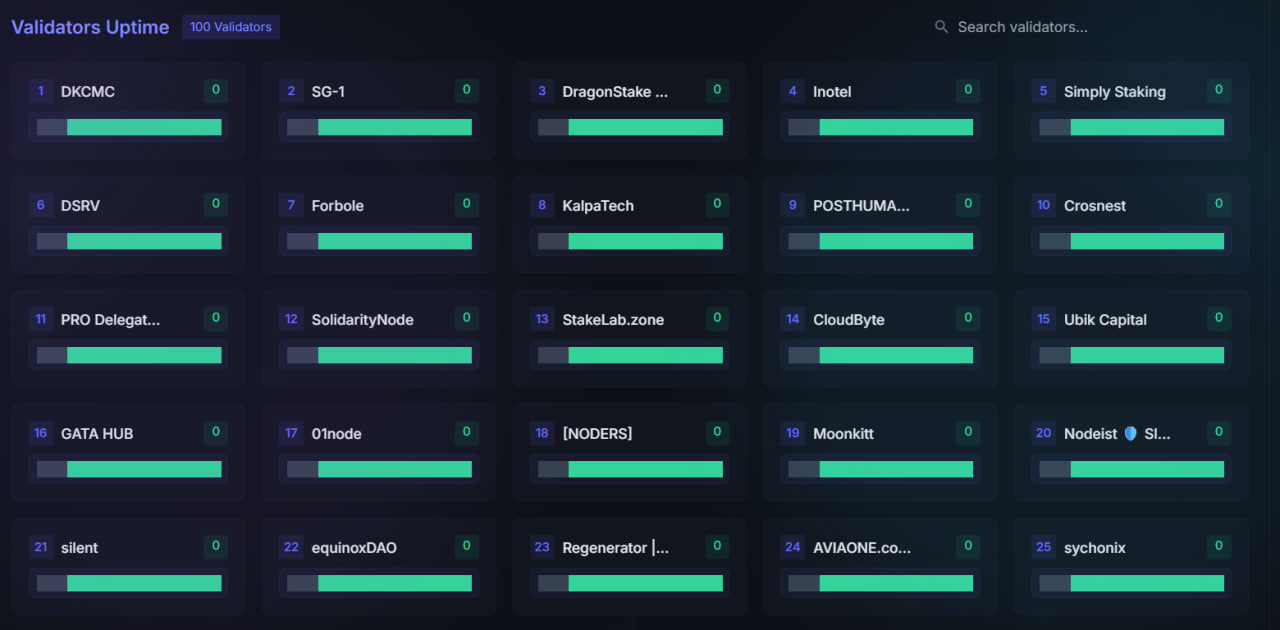 Validators Uptime 100 Validators Search validators...
1 DKCMC 0 2 SG-1 0 3 DragonStake ... 0 4 Inotel 0 5 Simply Staking 0
6 DSRV 0 7 Forbole 0 8 KalpaTech 0 9 POSTHUMA... 0 10 Crosnest 0
11 PRO Delegat... 0 12 SolidarityNode 0 13 StakeLab.zone 0 14 CloudByte 0 15 Ubik Capital 0
16 GATA HUB 0 17 01node 0 18 [NODERS] 0 19 Moonkitt 0 20 Nodeist 🛡️ Sl... 0
21 silent 0 22 equinoxDAO 0 23 Regenerator |... 0 24 AVIAONE.co... 0 25 sychonix 0